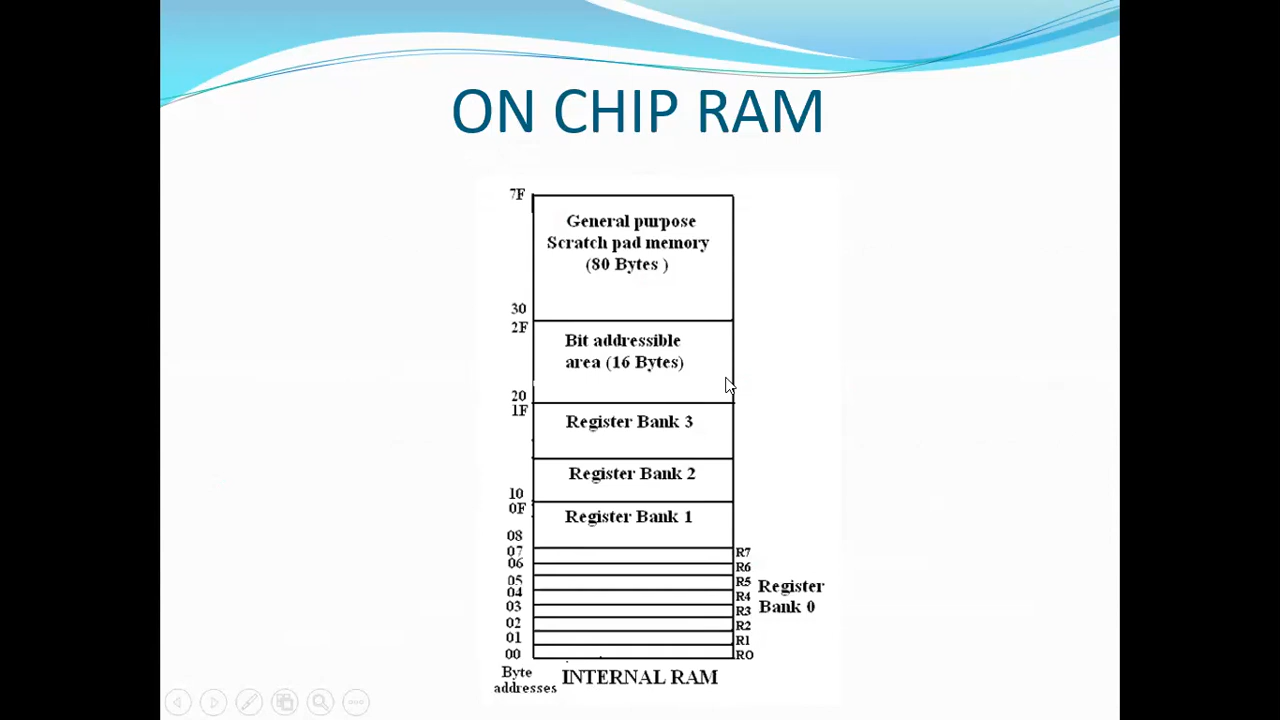 ON CHIP RAM
7F
General purpose
Scratch pad memory
(80 Bytes )
30
2F
Bit addressible
area (16 Bytes)
20
1F
Register Bank 3
Register Bank 2
10
0F
Register Bank 1
08
07 R7
06 R6
05 R5
04 R4
03 R3
02 R2
01 R1
00 R0
Register
Bank 0
Byte
addresses
INTERNAL RAM